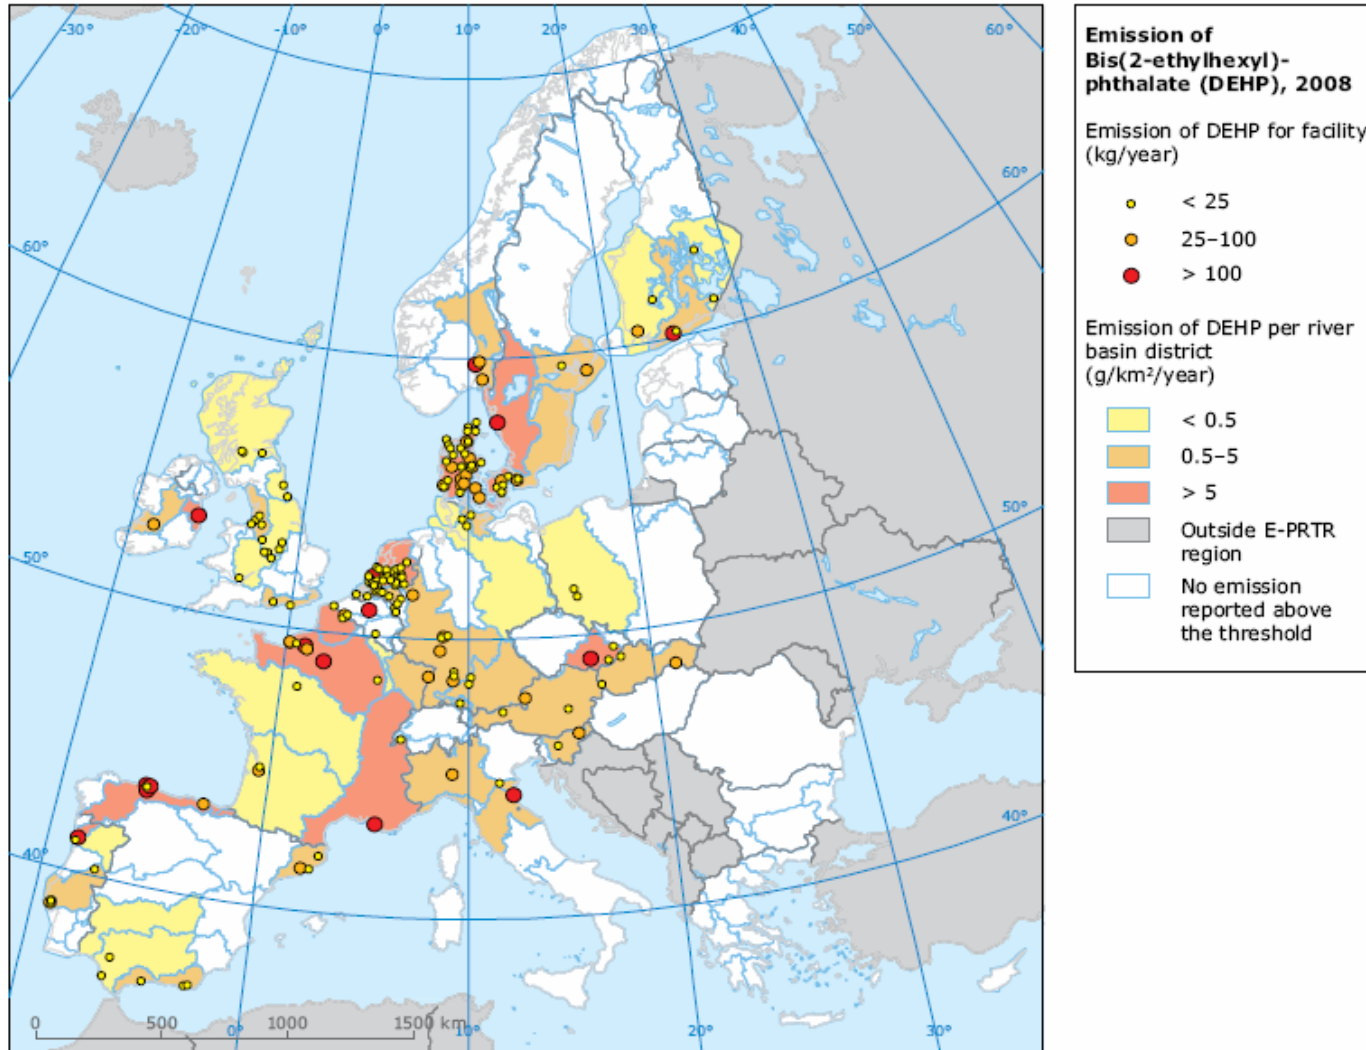 -30° -20° -10° 0° 10° 20° 30° 40° 50° 60°
60°
60°
50°
50°
40°
40°
0 500 1000 1500 km
0° 10° 20° 30°
Emission of
Bis(2-ethylhexyl)-
phthalate (DEHP), 2008
Emission of DEHP for facility
(kg/year)
< 25
25–100
> 100
Emission of DEHP per river
basin district
(g/km²/year)
< 0.5
0.5–5
> 5
Outside E-PRTR
region
No emission
reported above
the threshold